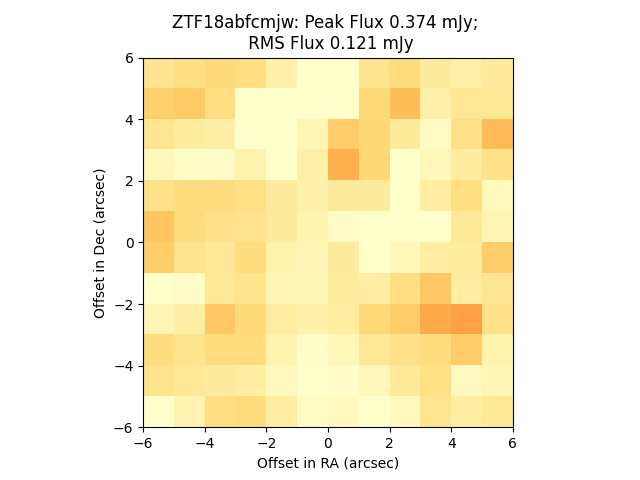 ZTF18abfcmjw: Peak Flux 0.374 mJy;
RMS Flux 0.121 mJy
6
4
2
0
−2
−4
−6
Offset in Dec (arcsec)
−6 −4 −2 0 2 4 6
Offset in RA (arcsec)